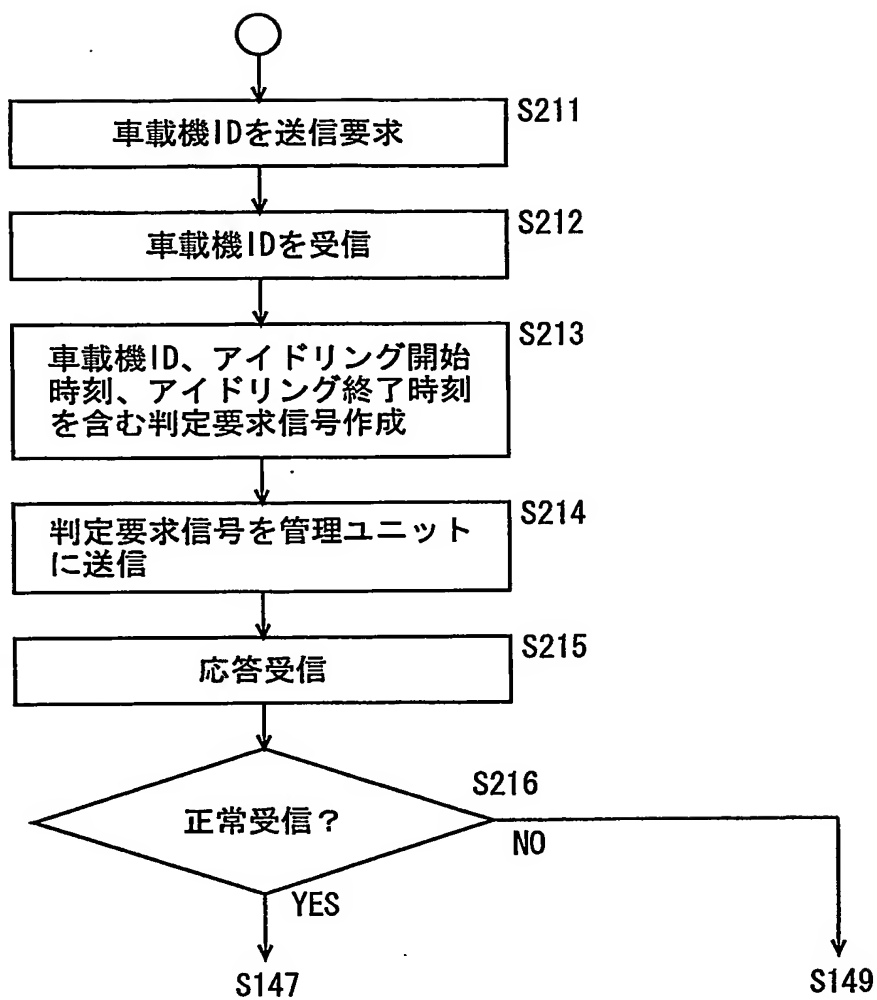 車載機IDを送信要求
S211
車載機IDを受信
S212
車載機ID、アイドリング開始
時刻、アイドリング終了時刻
を含む判定要求信号作成
S213
判定要求信号を管理ユニット
に送信
S214
応答受信
S215
正常受信？
S216
NO
YES
S147
S149